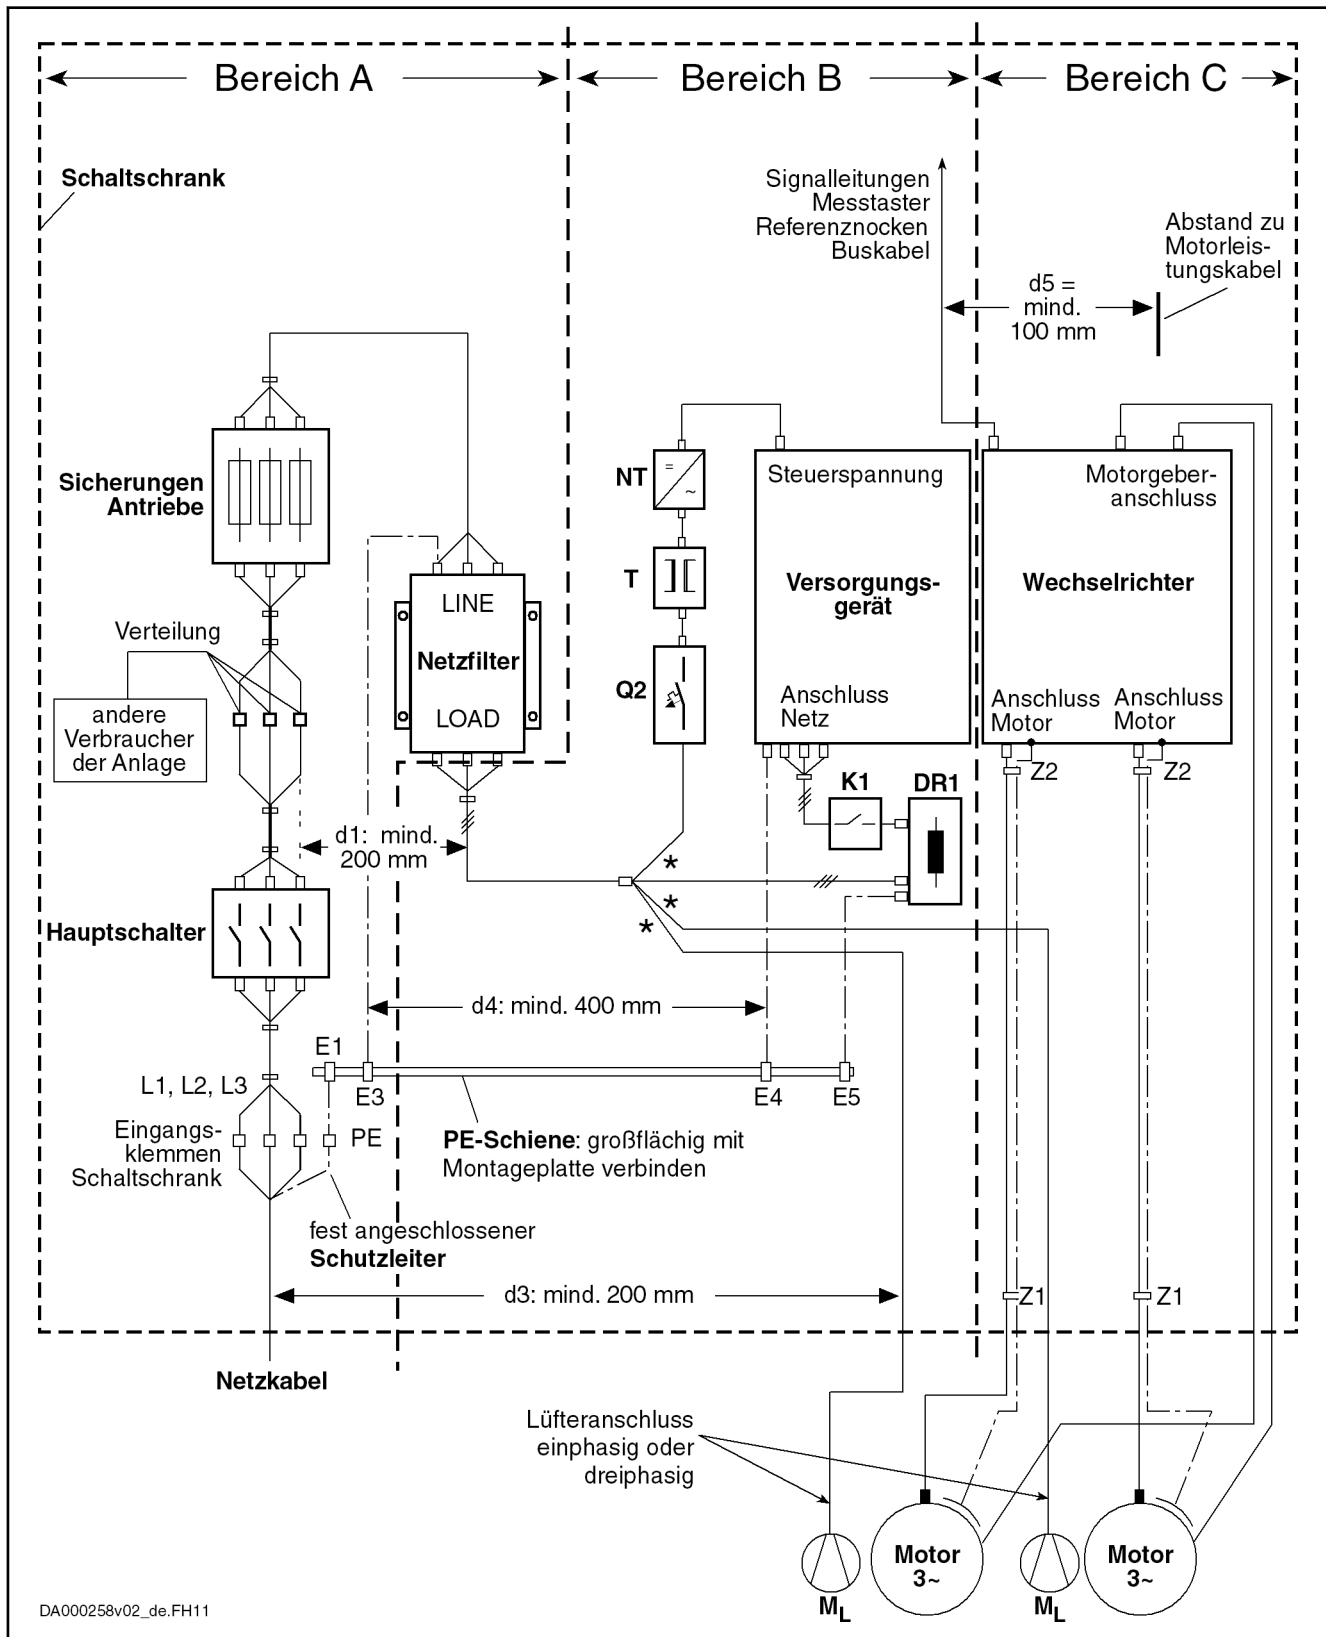 Bereich A
Bereich B
Bereich C
Schaltschrank
Signalleitungen
Messtaster
Referenznocken
Buskabel
Abstand zu
Motorleis-
tungskabel
d5 =
mind.
100 mm
Sicherungen
Antriebe
NT
=
~
T
Q2
Steuerspannung
Versorgungs-
gerät
Anschluss
Netz
Motorgeber-
anschluss
Wechselrichter
Anschluss
Motor
Anschluss
Motor
Z2
Z2
LINE
Netzfilter
LOAD
Verteilung
andere
Verbraucher
der Anlage
K1
DR1
d1: mind.
200 mm
*
*
*
Hauptschalter
d4: mind. 400 mm
E1
E3
E4
E5
L1, L2, L3
Eingangs-
klemmen
Schaltschrank
PE
PE-Schiene: großflächig mit
Montageplatte verbinden
fest angeschlossener
Schutzleiter
d3: mind. 200 mm
Z1
Z1
Netzkabel
Lüfteranschluss
einphasig oder
dreiphasig
Motor
3~
Motor
3~
ML
ML
DA000258v02_de.FH11